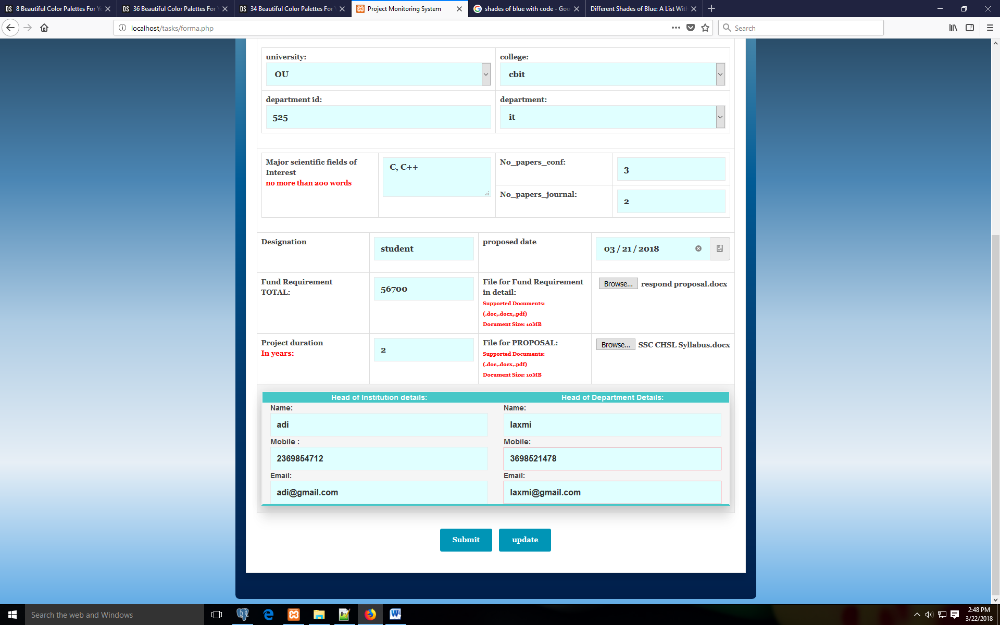 DS 8 Beautiful Color Palettes For Yo
DS 36 Beautiful Color Palettes For
DS 34 Beautiful Color Palettes For
Project Monitoring System
shades of blue with code - Goo
Different Shades of Blue: A List Wit
localhost/tasks/forma.php
Search
university:
college:
OU
cbit
department id:
department:
525
it
Major scientific fields of
Interest
no more than 200 words
C, C++
No_papers_conf:
3
No_papers_journal:
2
Designation
student
proposed date
03 / 21 / 2018
Fund Requirement
TOTAL:
56700
File for Fund Requirement
in detail:
Supported Documents:
(.doc,.docx,.pdf)
Document Size: 10MB
Browse... respond proposal.docx
Project duration
In years:
2
File for PROPOSAL:
Supported Documents:
(.doc,.docx,.pdf)
Document Size: 10MB
Browse... SSC CHSL Syllabus.docx
Head of Institution details:
Head of Department Details:
Name:
Name:
adi
laxmi
Mobile :
Mobile:
2369854712
3698521478
Email:
Email:
adi@gmail.com
laxmi@gmail.com
Submit
update
Search the web and Windows
2:48 PM
3/22/2018